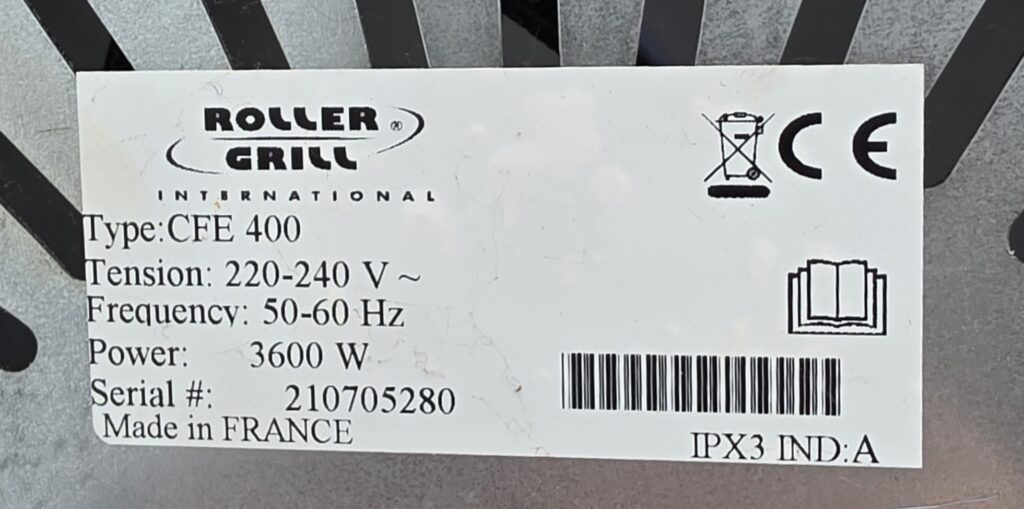 ROLLER ®
GRILL
INTERNATIONAL
CE
Type:CFE 400
Tension: 220-240 V ~
Frequency: 50-60 Hz
Power: 3600 W
Serial #: 210705280
Made in FRANCE
IPX3 IND:A